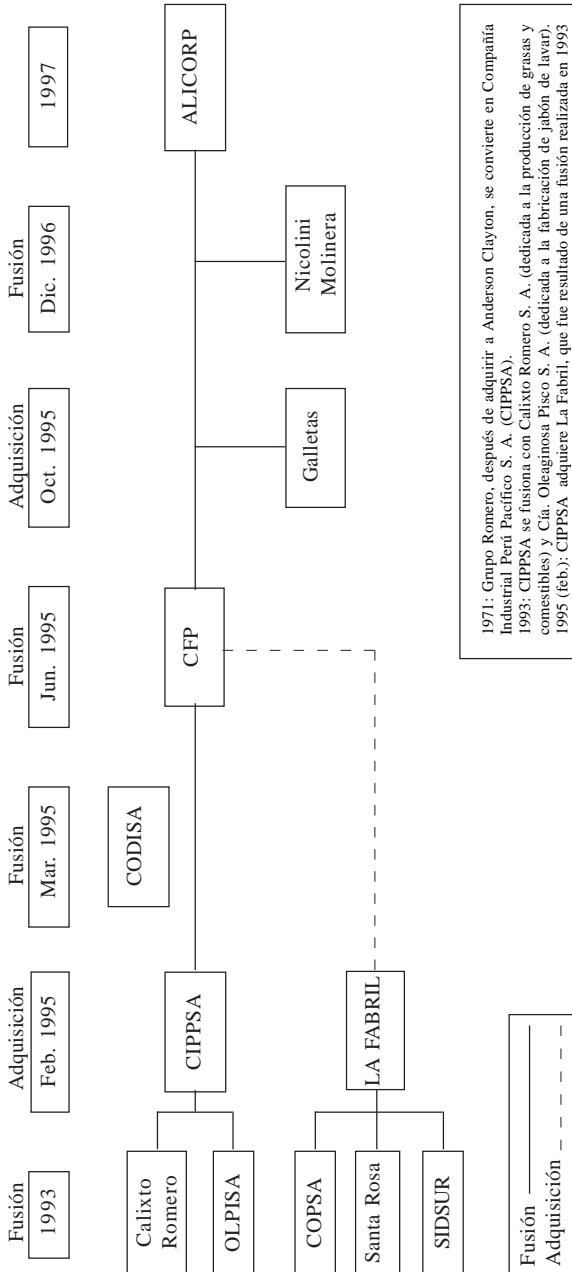 Fusión
1993
Adquisición
Feb. 1995
Fusión
Mar. 1995
Fusión
Jun. 1995
Adquisición
Oct. 1995
Fusión
Dic. 1996
1997
Calixto
Romero
OLPISA
CIPPSA
CODISA
CFP
Galletas
Nicolini
Molinera
ALICORP
COPSA
Santa Rosa
SIDSUR
LA FABRIL
Fusión
Adquisición
1971: Grupo Romero, después de adquirir a Anderson Clayton, se convierte en Compañía
Industrial Perú Pacífico S. A. (CIPPSA).
1993: CIPPSA se fusiona con Calixto Romero S. A. (dedicada a la producción de grasas y
comestibles) y Cía. Oleaginosa Pisco S. A. (dedicada a la fabricación de jabón de lavar).
1995 (feb.): CIPPSA adquiere La Fabril, que fue resultado de una fusión realizada en 1993